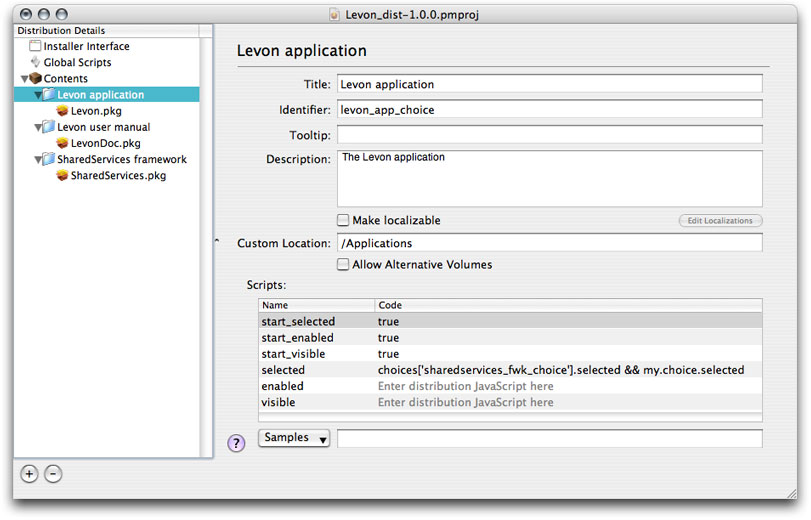 Levon_dist-1.0.0.pmproj
Distribution Details
Installer Interface
Global Scripts
Contents
Levon application
Levon.pkg
Levon user manual
LevonDoc.pkg
SharedServices framework
SharedServices.pkg
Levon application
Title: Levon application
Identifier: levon_app_choice
Tooltip:
Description: The Levon application
Make localizable Edit Localizations
Custom Location: /Applications
Allow Alternative Volumes
Scripts:
Name Code
start_selected true
start_enabled true
start_visible true
selected choices['sharedservices_fwk_choice'].selected && my.choice.selected
enabled Enter distribution JavaScript here
visible Enter distribution JavaScript here
? Samples
+ -